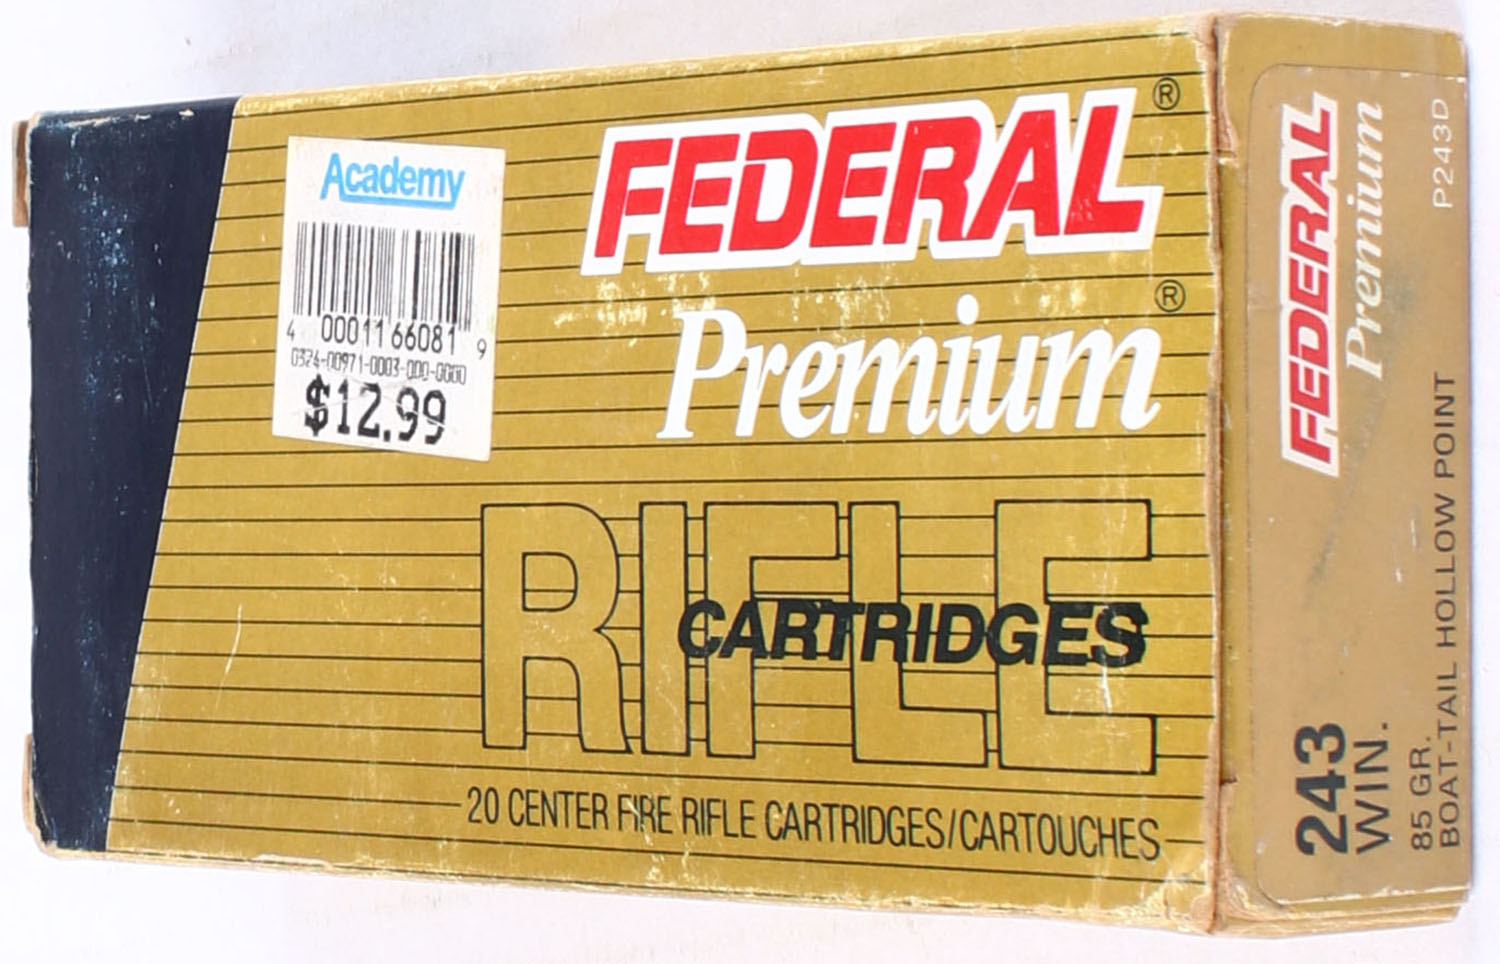 Academy
4 00011 66081 9
0324-00971-0003-000-0000
$12.99
FEDERAL®
Premium®
RIFLE
CARTRIDGES
20 CENTER FIRE RIFLE CARTRIDGES/CARTOUCHES
FEDERAL
Premium
P243D
243
WIN.
85 GR.
BOAT-TAIL HOLLOW POINT